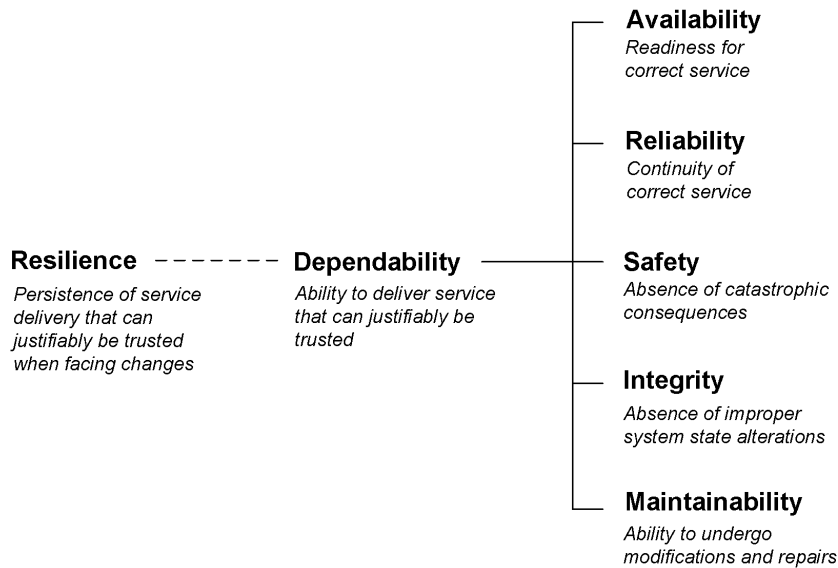 Resilience
Persistence of service
delivery that can
justifiably be trusted
when facing changes
Dependability
Ability to deliver service
that can justifiably be
trusted
Availability
Readiness for
correct service
Reliability
Continuity of
correct service
Safety
Absence of catastrophic
consequences
Integrity
Absence of improper
system state alterations
Maintainability
Ability to undergo
modifications and repairs